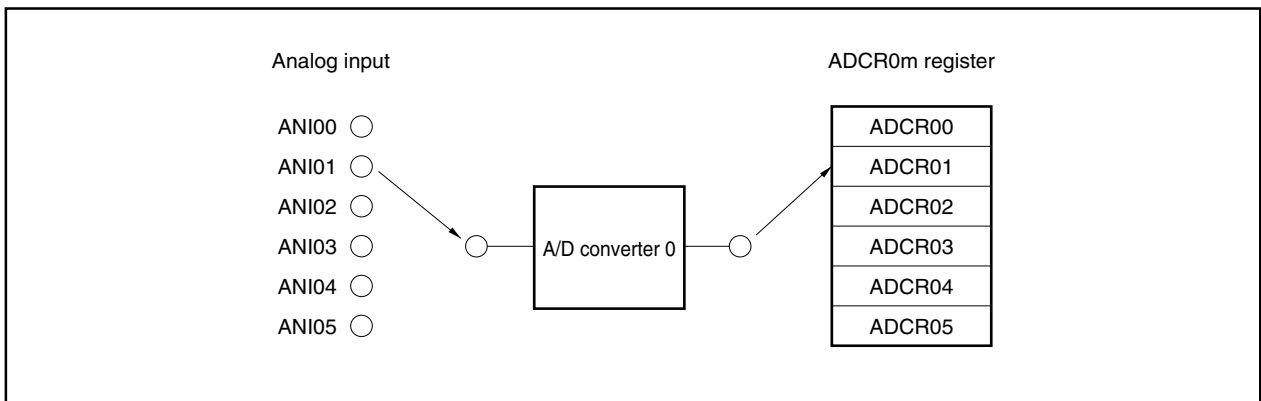 Analog input
ADCR0m register
ANI00
ADCR00
ANI01
ADCR01
ANI02
ADCR02
ANI03
A/D converter 0
ADCR03
ANI04
ADCR04
ANI05
ADCR05